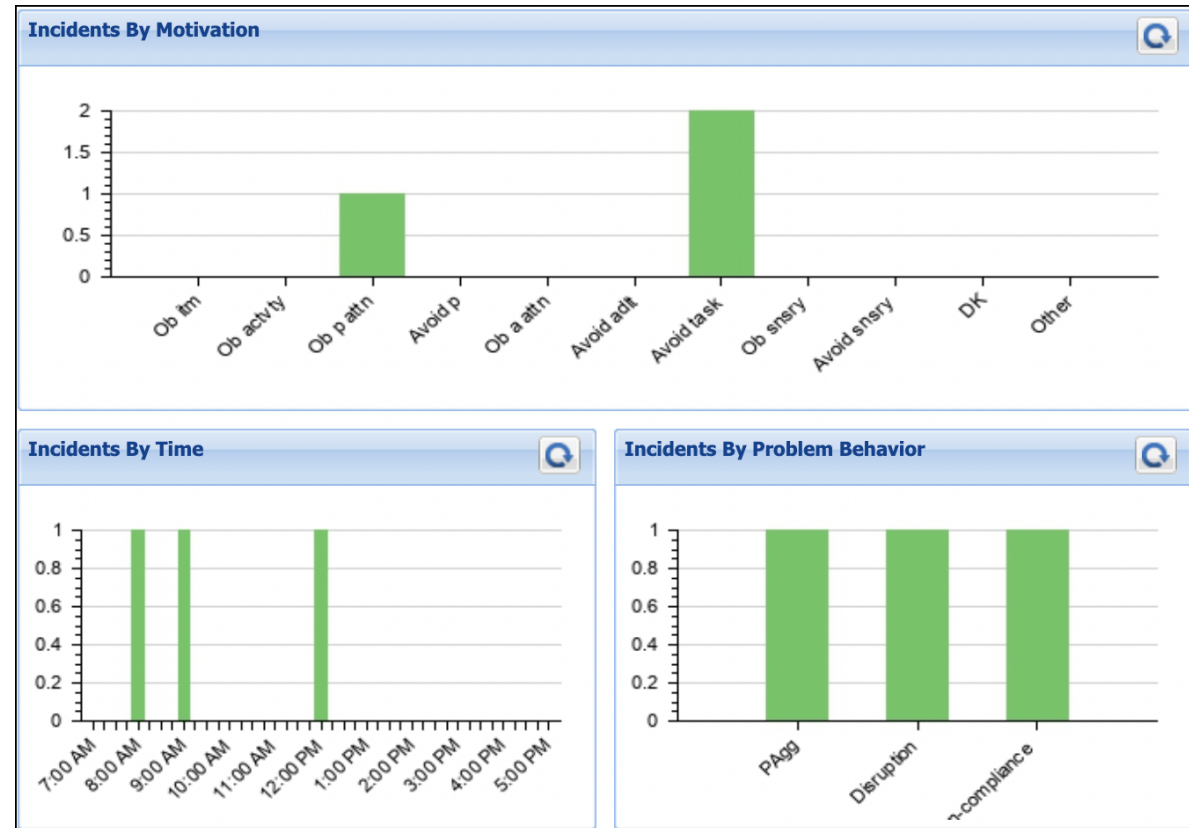 Incidents By Motivation
2
1.5
1
0.5
0
Ob itm
Ob actvty
Ob p attn
Avoid p
Ob a attn
Avoid adlt
Avoid task
Ob snsry
Avoid snsry
DK
Other
Incidents By Time
1
0.8
0.6
0.4
0.2
0
7:00 AM
8:00 AM
9:00 AM
10:00 AM
11:00 AM
12:00 PM
1:00 PM
2:00 PM
3:00 PM
4:00 PM
5:00 PM
Incidents By Problem Behavior
1
0.8
0.6
0.4
0.2
0
PAgg
Disruption
n-compliance